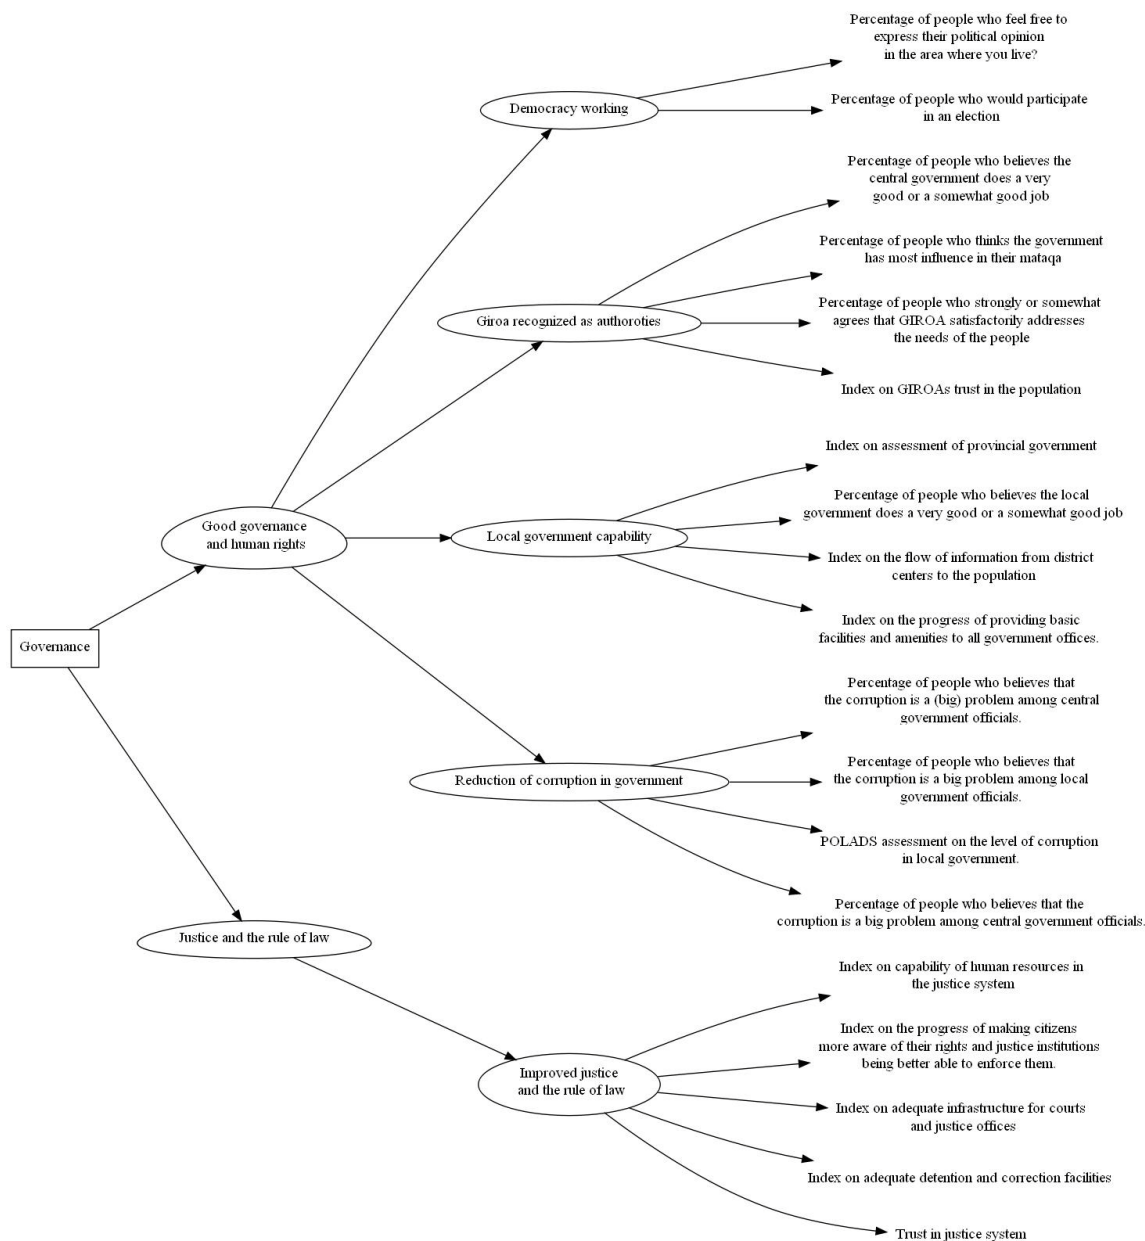 Percentage of people who feel free to
express their political opinion
in the area where you live?
Democracy working
Percentage of people who would participate
in an election
Percentage of people who believes the
central government does a very
good or a somewhat good job
Percentage of people who thinks the government
has most influence in their mataqa
Giroa recognized as authoroties
Percentage of people who strongly or somewhat
agrees that GIROA satisfactorily addresses
the needs of the people
Index on GIROAs trust in the population
Index on assessment of provincial government
Percentage of people who believes the local
government does a very good or a somewhat good job
Good governance
and human rights
Local government capability
Index on the flow of information from district
centers to the population
Index on the progress of providing basic
facilities and amenities to all government offices.
Governance
Percentage of people who believes that
the corruption is a (big) problem among central
government officials.
Reduction of corruption in government
Percentage of people who believes that
the corruption is a big problem among local
government officials.
POLADS assessment on the level of corruption
in local government.
Percentage of people who believes that the
corruption is a big problem among central government officials.
Justice and the rule of law
Index on capability of human resources in
the justice system
Index on the progress of making citizens
more aware of their rights and justice institutions
being better able to enforce them.
Improved justice
and the rule of law
Index on adequate infrastructure for courts
and justice offices
Index on adequate detention and correction facilities
Trust in justice system